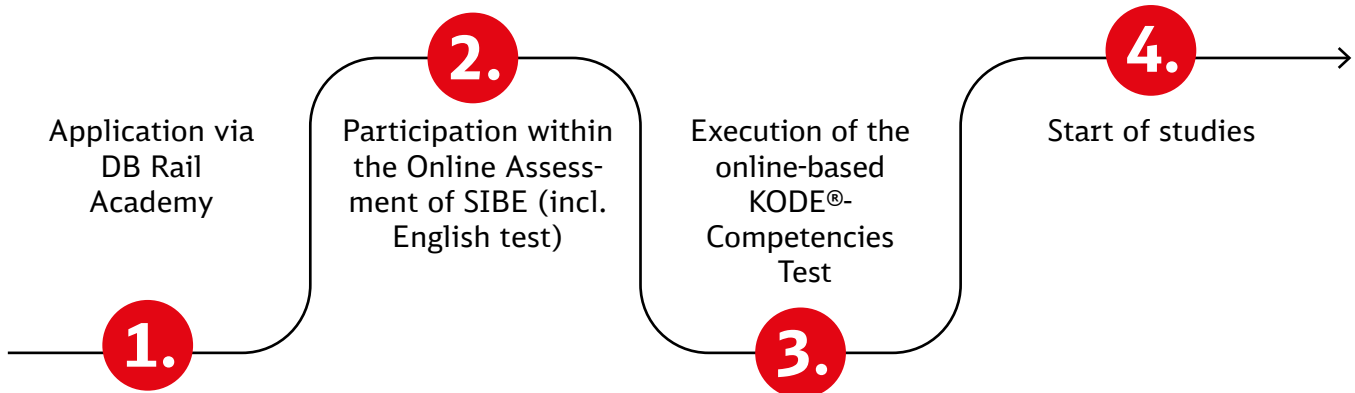 1.
Application via
DB Rail
Academy
2.
Participation within
the Online Assess-
ment of SIBE (incl.
English test)
3.
Execution of the
online-based
KODE®-
Competencies
Test
4.
Start of studies